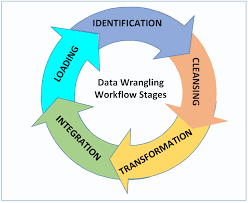 IDENTIFICATION
CLEANSING
TRANSFORMATION
INTEGRATION
LOADING
Data Wrangling
Workflow Stages